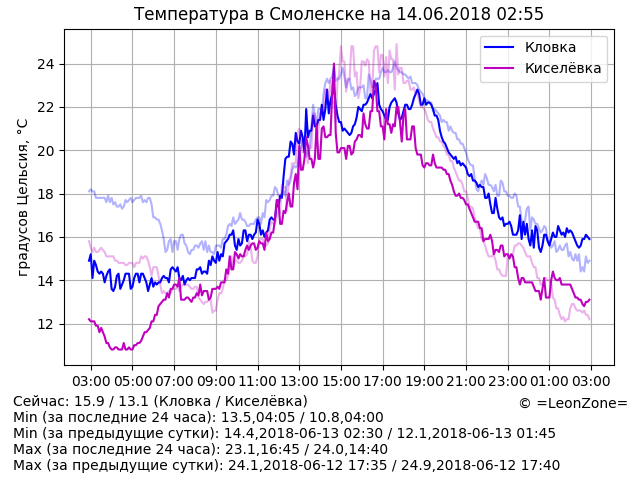 Температура в Смоленске на 14.06.2018 02:55
градусов Цельсия, °C
24
22
20
18
16
14
12
Кловка
Киселёвка
03:00 05:00 07:00 09:00 11:00 13:00 15:00 17:00 19:00 21:00 23:00 01:00 03:00
Сейчас: 15.9 / 13.1 (Кловка / Киселёвка)
© =LeonZone=
Min (за последние 24 часа): 13.5,04:05 / 10.8,04:00
Min (за предыдущие сутки): 14.4,2018-06-13 02:30 / 12.1,2018-06-13 01:45
Max (за последние 24 часа): 23.1,16:45 / 24.0,14:40
Max (за предыдущие сутки): 24.1,2018-06-12 17:35 / 24.9,2018-06-12 17:40